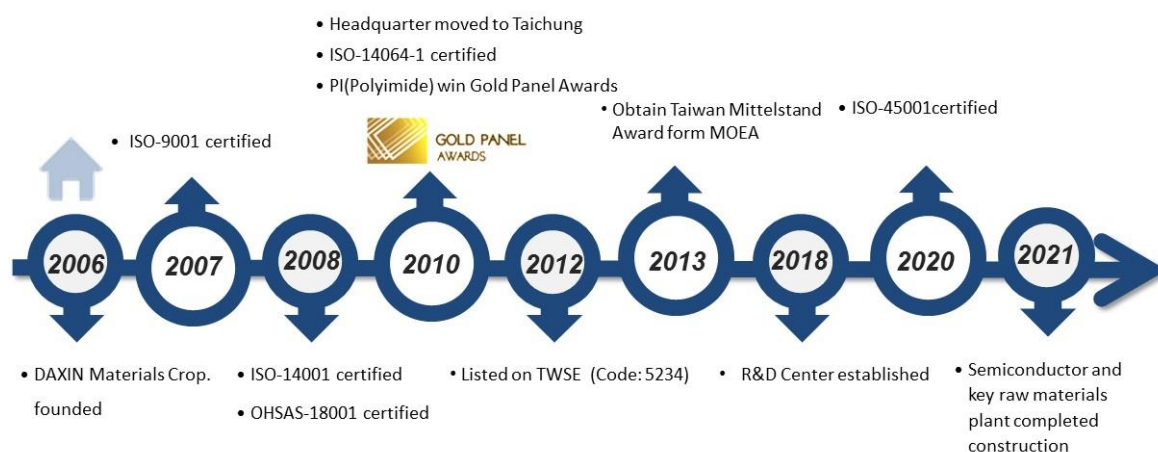 • Headquarter moved to Taichung
• ISO-14064-1 certified
• PI(Polyimide) win Gold Panel Awards
• ISO-9001 certified
GOLD PANEL
AWARDS
• Obtain Taiwan Mittelstand
Award form MOEA
• ISO-45001certified
2006
2007
2008
2010
2012
2013
2018
2020
2021
• DAXIN Materials Crop.
founded
• ISO-14001 certified
• OHSAS-18001 certified
• Listed on TWSE (Code: 5234)
• R&D Center established
• Semiconductor and
key raw materials
plant completed
construction